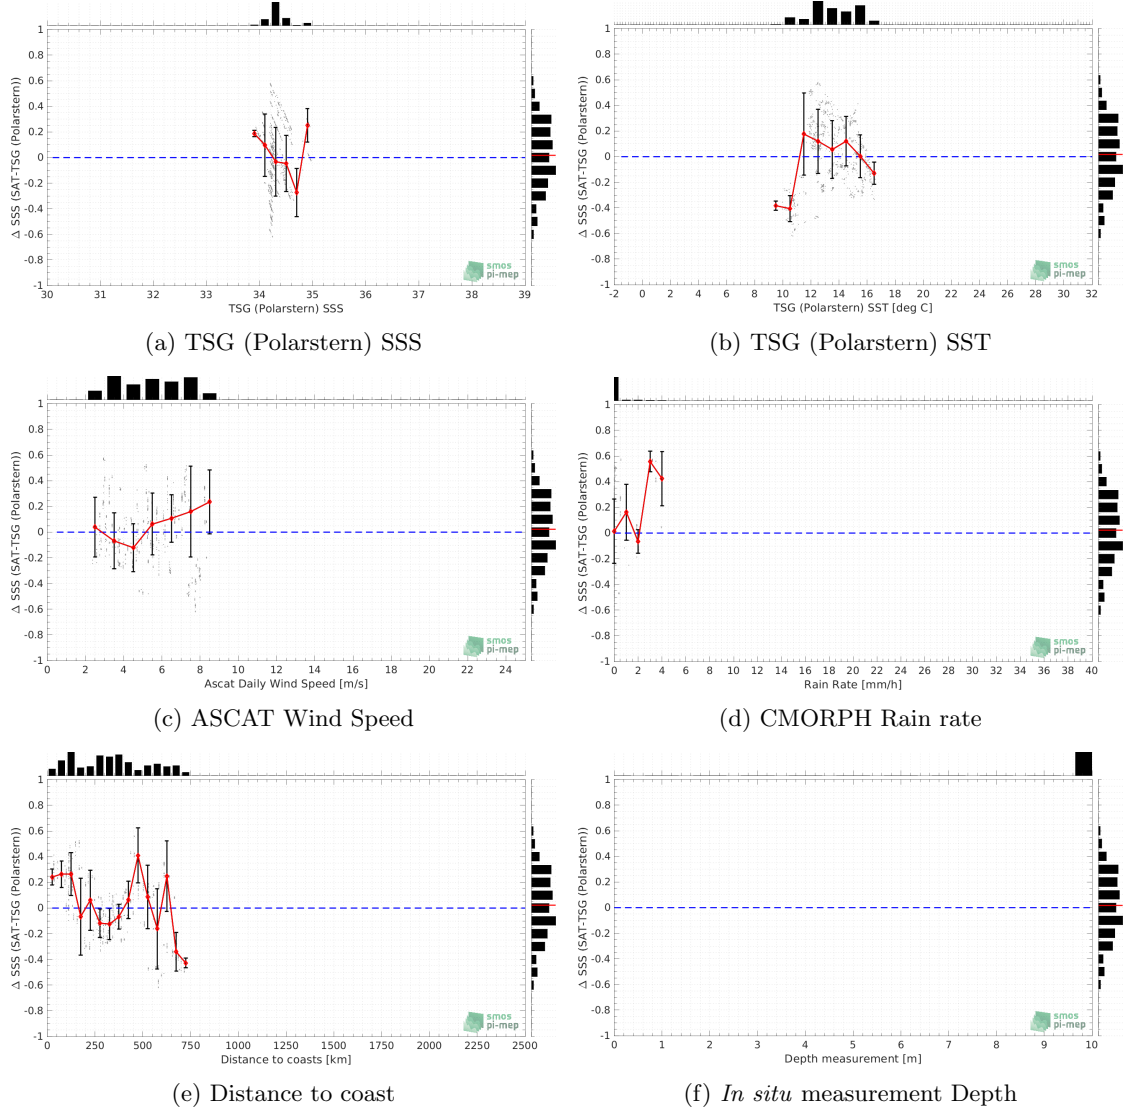 Δ SSS (SAT-TSG (Polarstern))
1
0.8
0.6
0.4
0.2
0
-0.2
-0.4
-0.6
-0.8
-1
30 31 32 33 34 35 36 37 38 39
TSG (Polarstern) SSS
smos
pi-mep
(a) TSG (Polarstern) SSS
Δ SSS (SAT-TSG (Polarstern))
1
0.8
0.6
0.4
0.2
0
-0.2
-0.4
-0.6
-0.8
-1
-2 0 2 4 6 8 10 12 14 16 18 20 22 24 26 28 30 32
TSG (Polarstern) SST [deg C]
smos
pi-mep
(b) TSG (Polarstern) SST
Δ SSS (SAT-TSG (Polarstern))
1
0.8
0.6
0.4
0.2
0
-0.2
-0.4
-0.6
-0.8
-1
0 2 4 6 8 10 12 14 16 18 20 22 24
Ascat Daily Wind Speed [m/s]
smos
pi-mep
(c) ASCAT Wind Speed
Δ SSS (SAT-TSG (Polarstern))
1
0.8
0.6
0.4
0.2
0
-0.2
-0.4
-0.6
-0.8
-1
0 2 4 6 8 10 12 14 16 18 20 22 24 26 28 30 32 34 36 38 40
Rain Rate [mm/h]
smos
pi-mep
(d) CMORPH Rain rate
Δ SSS (SAT-TSG (Polarstern))
1
0.8
0.6
0.4
0.2
0
-0.2
-0.4
-0.6
-0.8
-1
0 250 500 750 1000 1250 1500 1750 2000 2250 2500
Distance to coasts [km]
smos
pi-mep
(e) Distance to coast
Δ SSS (SAT-TSG (Polarstern))
1
0.8
0.6
0.4
0.2
0
-0.2
-0.4
-0.6
-0.8
-1
0 1 2 3 4 5 6 7 8 9 10
Depth measurement [m]
smos
pi-mep
(f) In situ measurement Depth